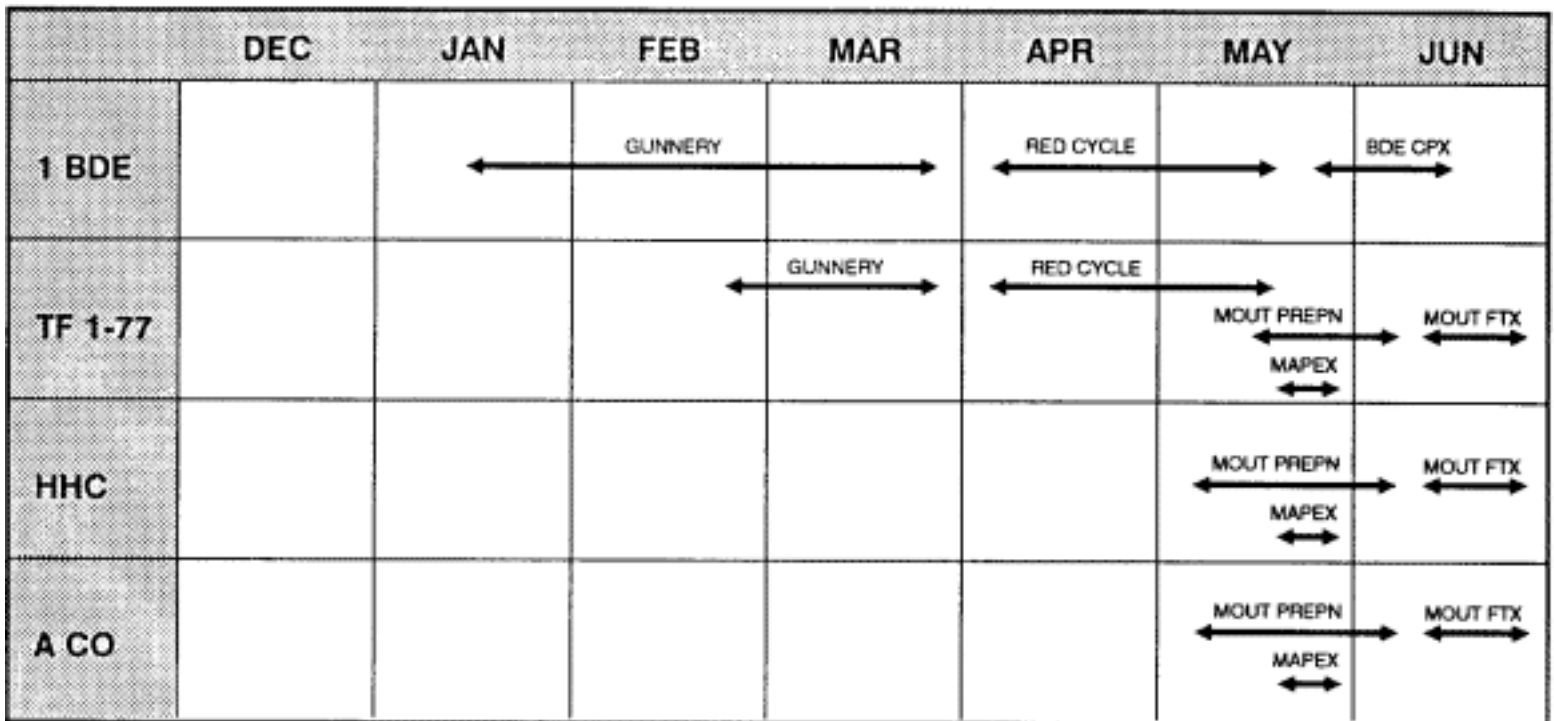 DEC JAN FEB MAR APR MAY JUN
1 BDE
GUNNERY RED CYCLE BDE CPX
TF 1-77
GUNNERY RED CYCLE
MOUT PREPN MOUT FTX
MAPEX
HHC
MOUT PREPN MOUT FTX
MAPEX
A CO
MOUT PREPN MOUT FTX
MAPEX